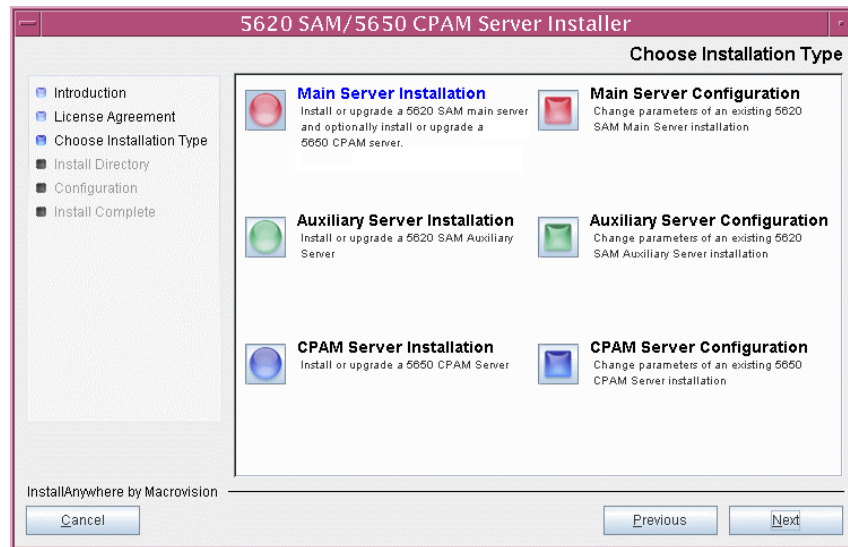 5620 SAM/5650 CPAM Server Installer
Choose Installation Type
Introduction
License Agreement
Choose Installation Type
Install Directory
Configuration
Install Complete
Main Server Installation
Install or upgrade a 5620 SAM main server
and optionally install or upgrade a
5650 CPAM server.
Main Server Configuration
Change parameters of an existing 5620
SAM Main Server installation
Auxiliary Server Installation
Install or upgrade a 5620 SAM Auxiliary
Server
Auxiliary Server Configuration
Change parameters of an existing 5620
SAM Auxiliary Server installation
CPAM Server Installation
Install or upgrade a 5650 CPAM Server
CPAM Server Configuration
Change parameters of an existing 5650
CPAM Server installation
InstallAnywhere by Macrovision
Cancel
Previous
Next